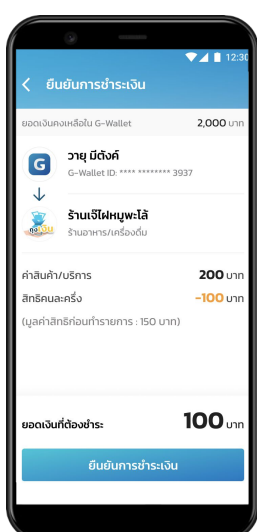 12:30
ยืนยันการชำระเงิน
ยอดเงินคงเหลือใน G-Wallet 2,000 บาท
G วายุ มีตังค์
G-Wallet ID: **** ******** 3937
ถุงเงิน ร้านเจ๊ไฝหมูพะโล้
ร้านอาหาร/เครื่องดื่ม
ค่าสินค้า/บริการ 200 บาท
สิทธิคนละครึ่ง -100 บาท
(มูลค่าสิทธิก่อนทำรายการ : 150 บาท)
ยอดเงินที่ต้องชำระ 100 บาท
ยืนยันการชำระเงิน